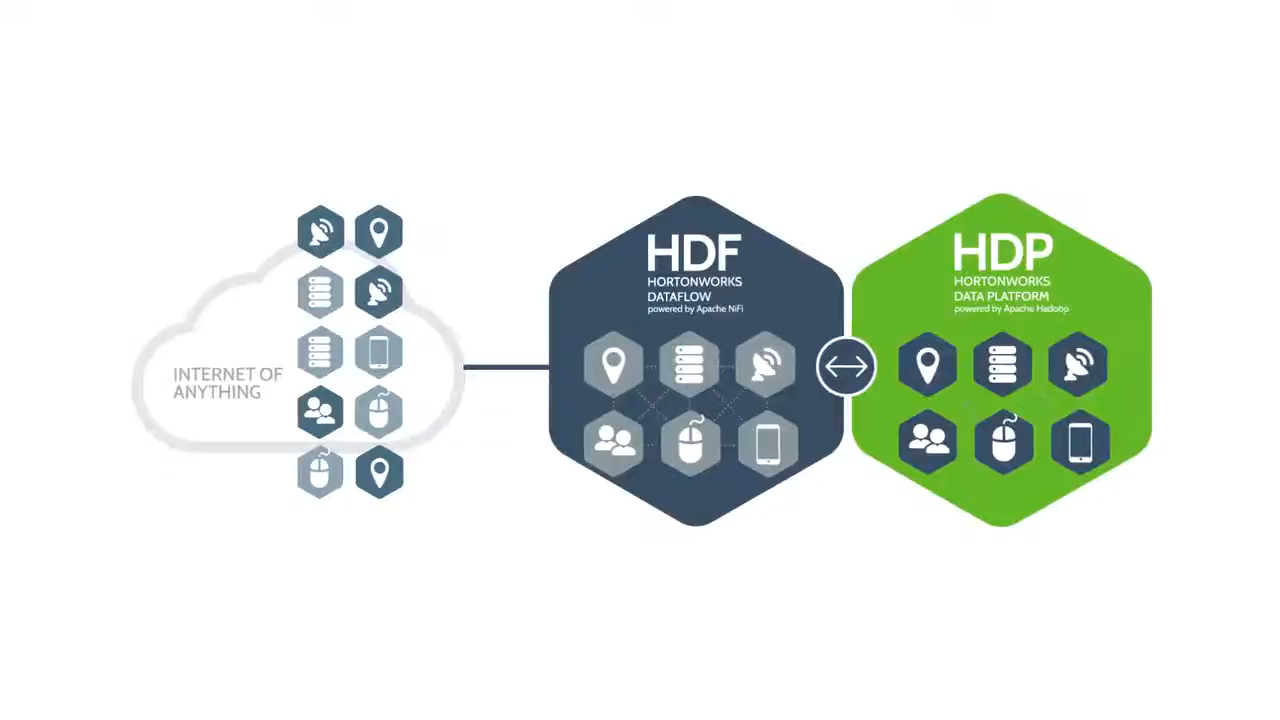 INTERNET OF
ANYTHING
HDF
HORTONWORKS
DATAFLOW
powered by Apache NiFi
HDP
HORTONWORKS
DATA PLATFORM
powered by Apache Hadoop